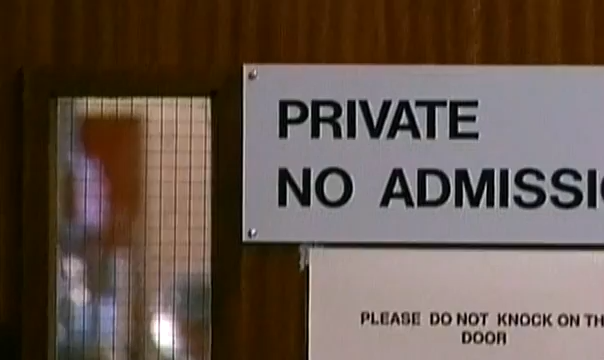 PRIVATE
NO ADMISSI
PLEASE DO NOT KNOCK ON TH
DOOR